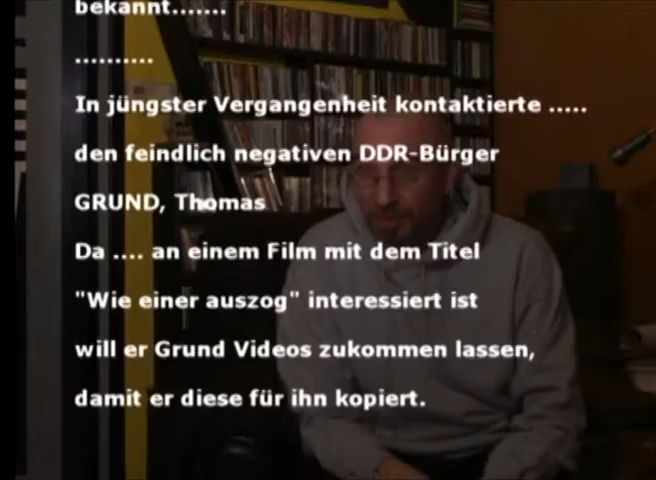 bekannt.......
..........
In jüngster Vergangenheit kontaktierte .....
den feindlich negativen DDR-Bürger
GRUND, Thomas
Da .... an einem Film mit dem Titel
"Wie einer auszog" interessiert ist
will er Grund Videos zukommen lassen,
damit er diese für ihn kopiert.